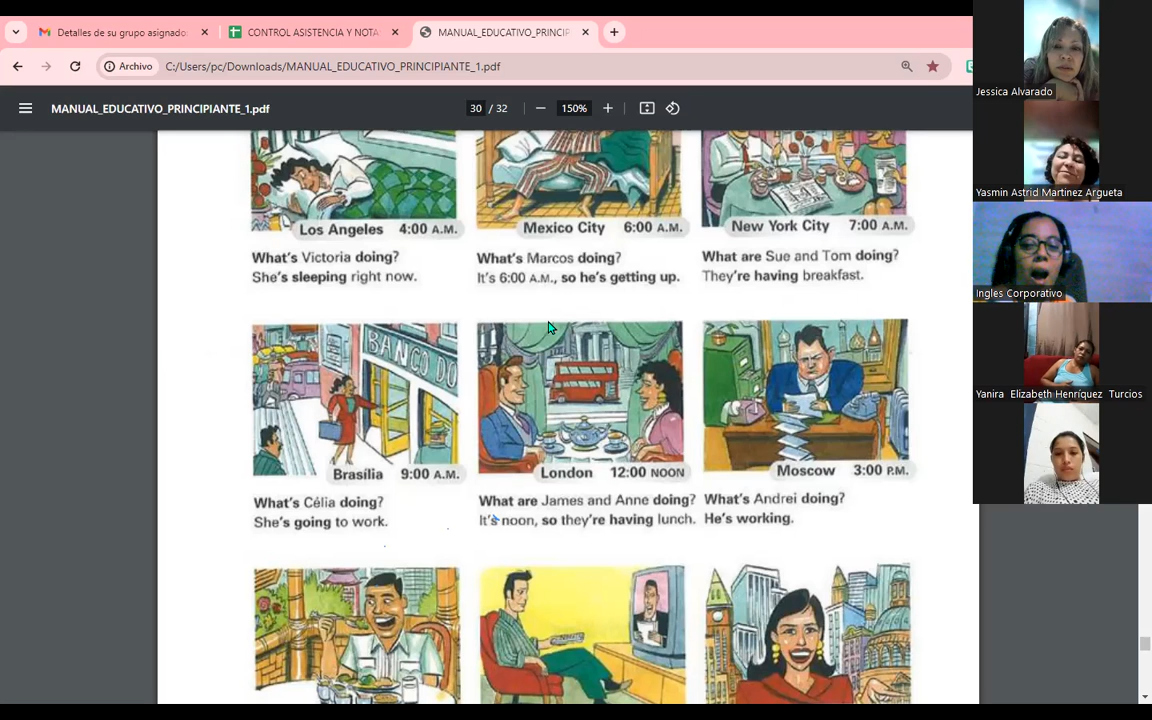 Detalles de su grupo asignado
CONTROL ASISTENCIA Y NOTA
MANUAL_EDUCATIVO_PRINCIP
Archivo
C:/Users/pc/Downloads/MANUAL_EDUCATIVO_PRINCIPIANTE_1.pdf
MANUAL_EDUCATIVO_PRINCIPIANTE_1.pdf
30 / 32
150%
Los Angeles 4:00 A.M.
Mexico City 6:00 A.M.
New York City 7:00 A.M.
What's Victoria doing?
She's sleeping right now.
What's Marcos doing?
It's 6:00 A.M., so he's getting up.
What are Sue and Tom doing?
They're having breakfast.
BANCO DO
Brasília 9:00 A.M.
London 12:00 NOON
Moscow 3:00 P.M.
What's Célia doing?
She's going to work.
What are James and Anne doing?
It's noon, so they're having lunch.
What's Andrei doing?
He's working.
Jessica Alvarado
Yasmin Astrid Martinez Argueta
Ingles Corporativo
Yanira Elizabeth Henríquez Turcios